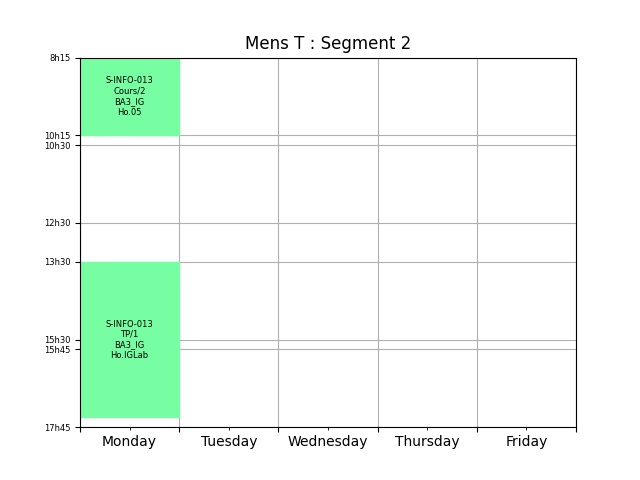 Mens T : Segment 2
8h15
S-INFO-013
Cours/2
BA3_IG
Ho.05
10h15
10h30
12h30
13h30
S-INFO-013
TP/1
BA3_IG
Ho.IGLab
15h30
15h45
17h45
Monday Tuesday Wednesday Thursday Friday